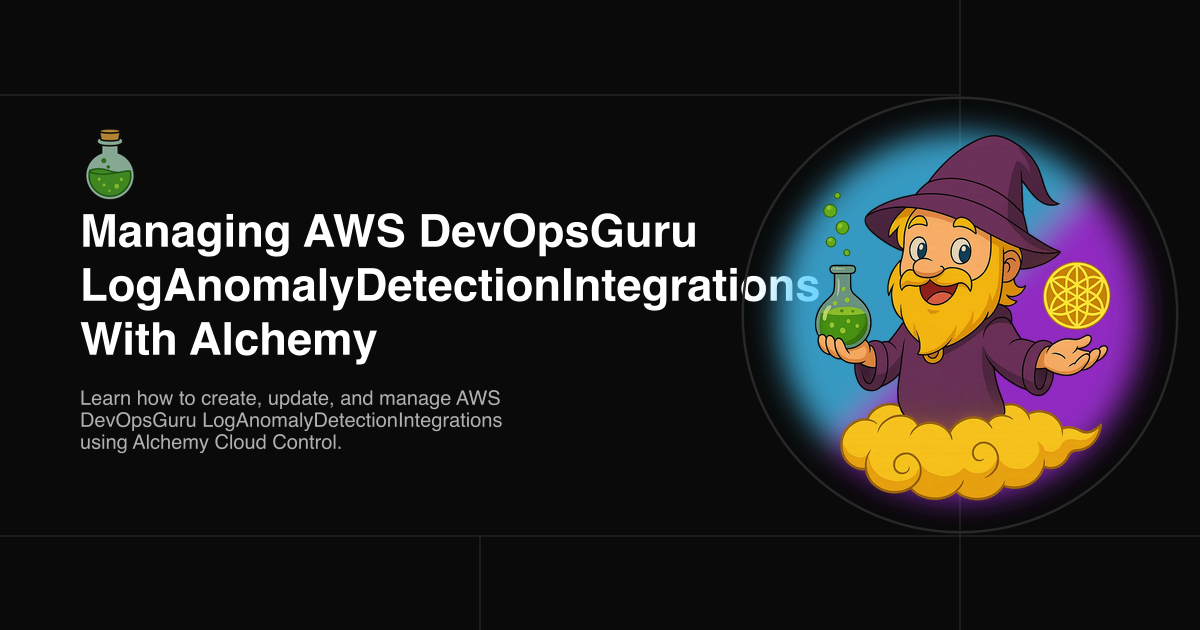 Managing AWS DevOpsGuru
LogAnomalyDetectionIntegrations
With Alchemy
Learn how to create, update, and manage AWS
DevOpsGuru LogAnomalyDetectionIntegrations
using Alchemy Cloud Control.